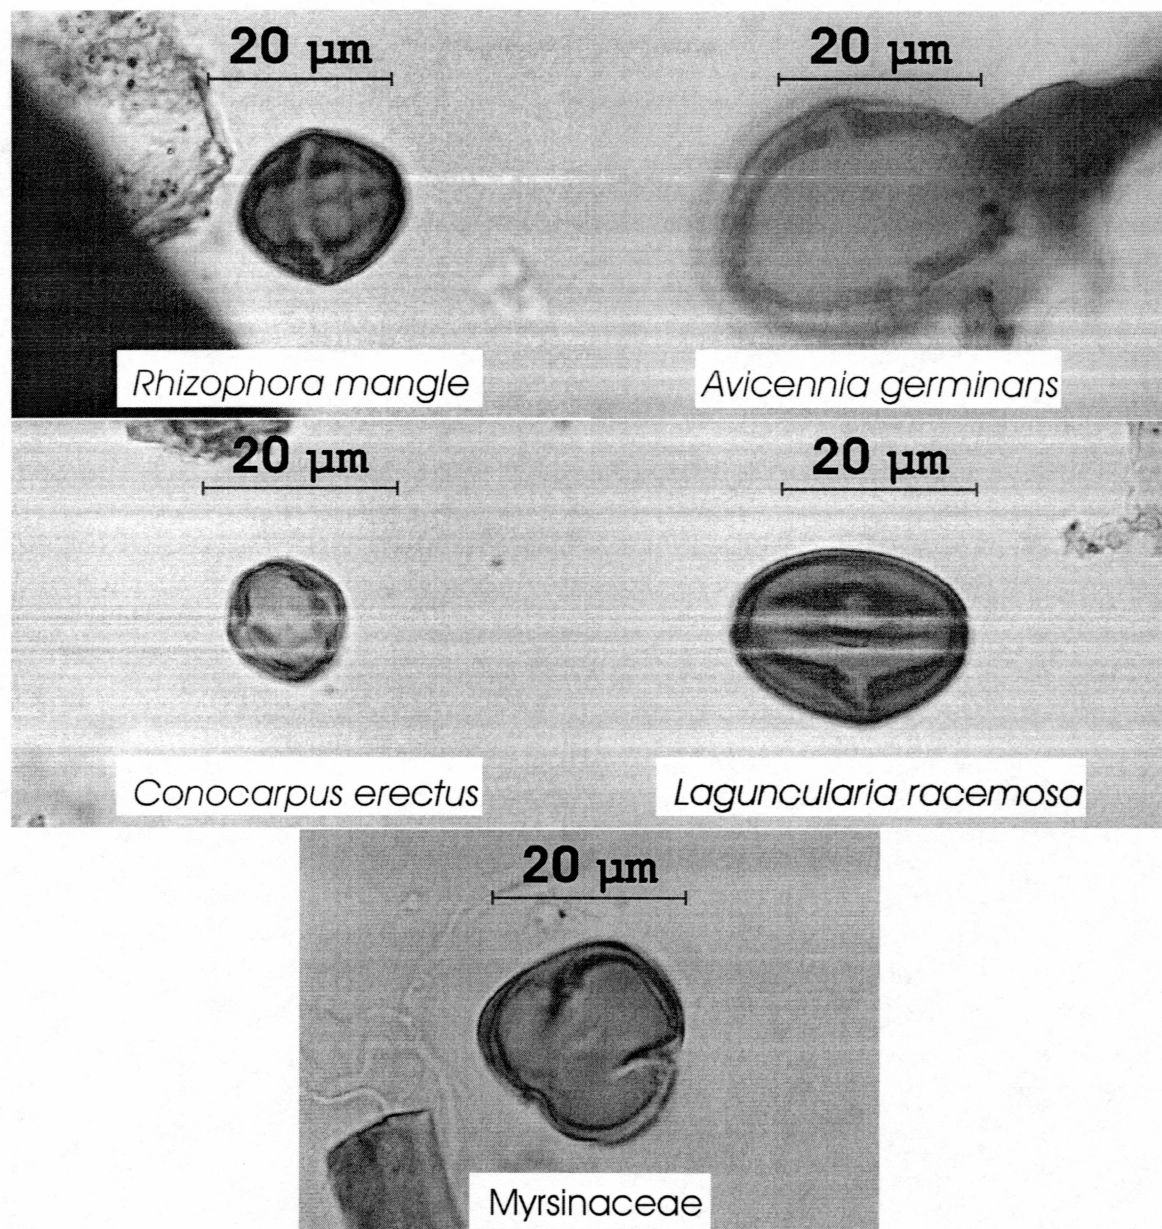 20 µm
20 µm
Rhizophora mangle
Avicennia germinans
20 µm
20 µm
Conocarpus erectus
Laguncularia racemosa
20 µm
Myrsinaceae